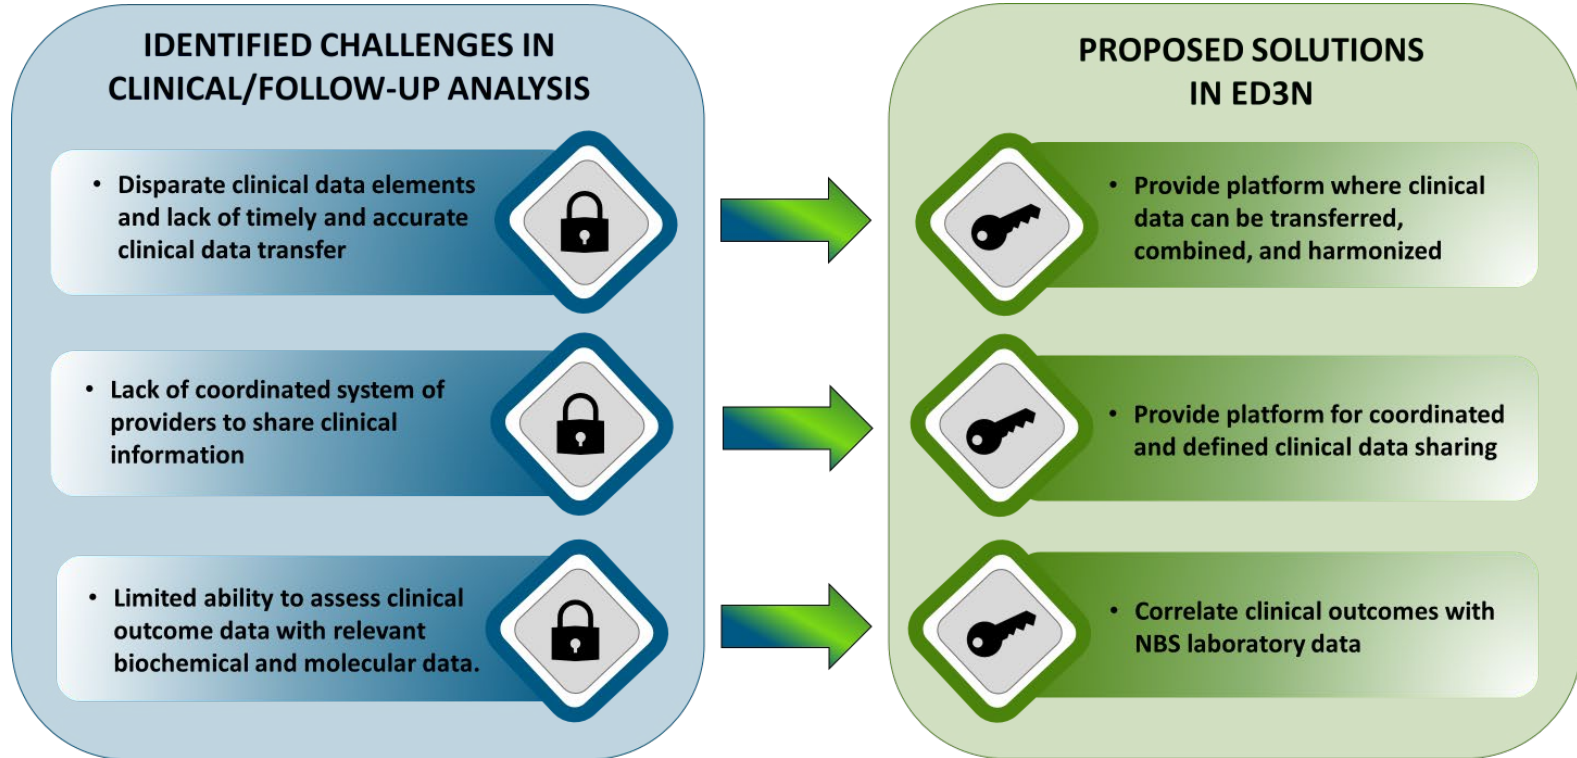 IDENTIFIED CHALLENGES IN
CLINICAL/FOLLOW-UP ANALYSIS
• Disparate clinical data elements
and lack of timely and accurate
clinical data transfer
• Lack of coordinated system of
providers to share clinical
information
• Limited ability to assess clinical
outcome data with relevant
biochemical and molecular data.
PROPOSED SOLUTIONS
IN ED3N
• Provide platform where clinical
data can be transferred,
combined, and harmonized
• Provide platform for coordinated
and defined clinical data sharing
• Correlate clinical outcomes with
NBS laboratory data